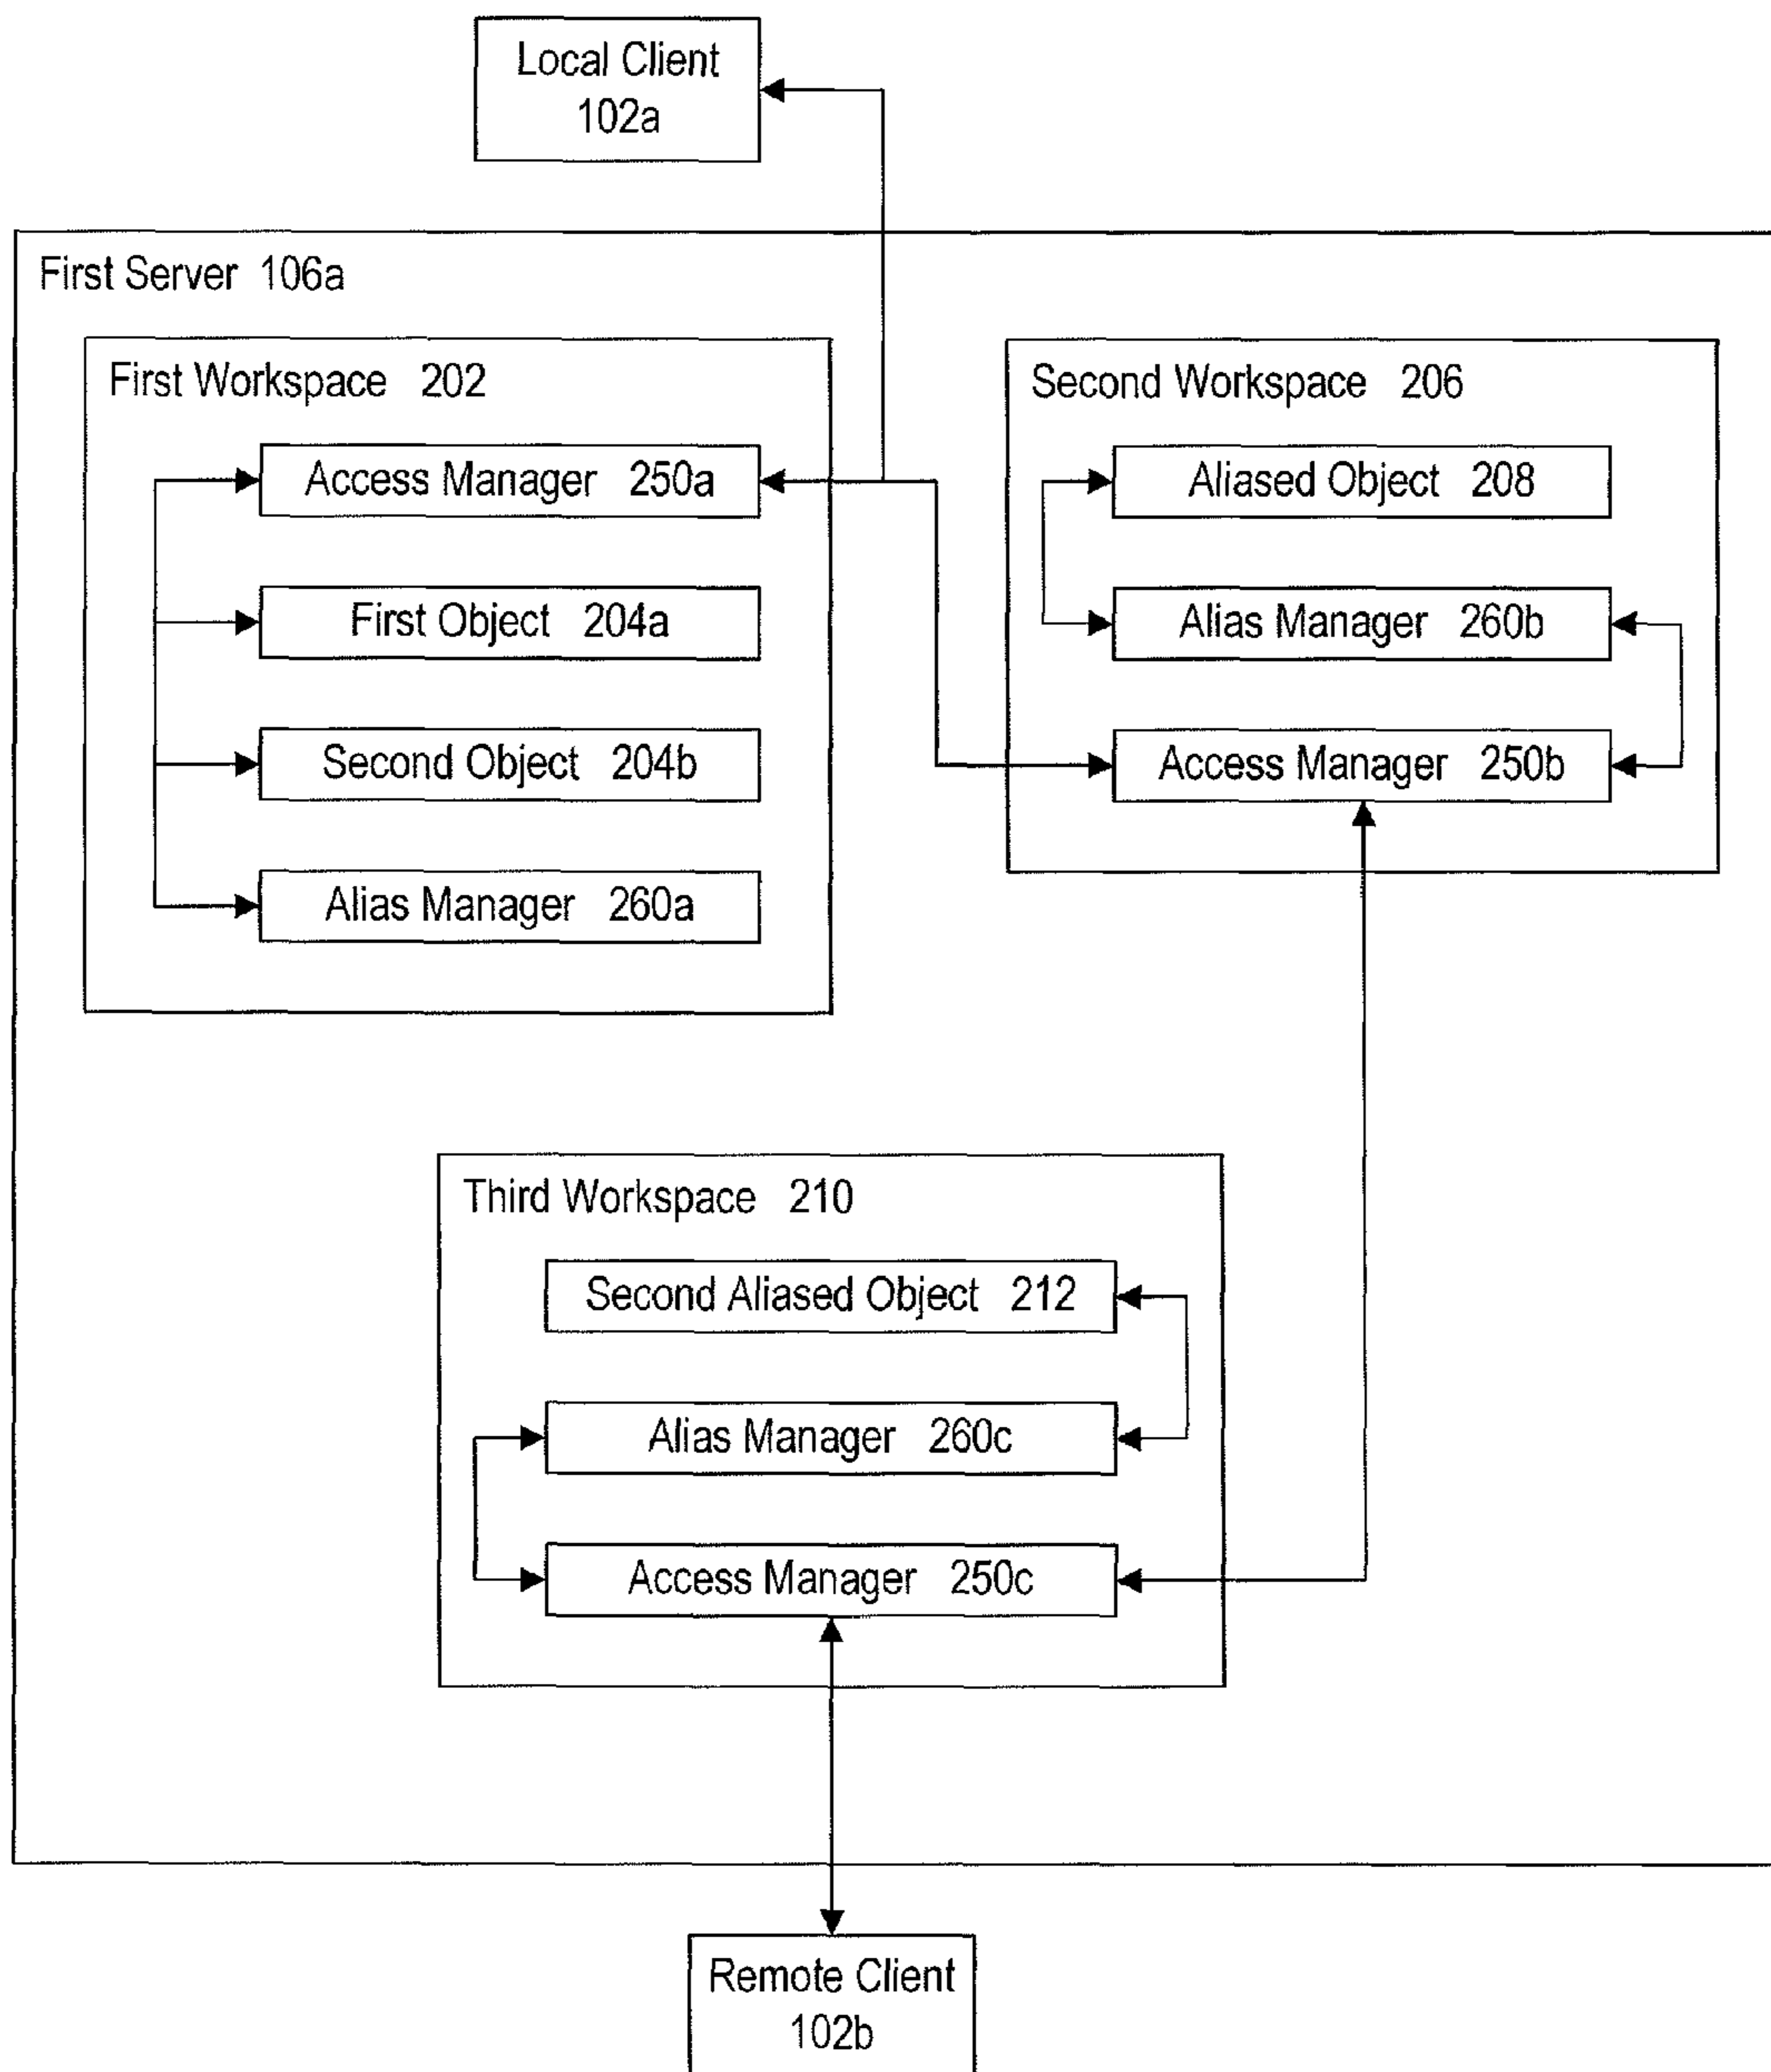 Local Client
102a
First Server 106a
First Workspace 202
Access Manager 250a
First Object 204a
Second Object 204b
Alias Manager 260a
Second Workspace 206
Aliased Object 208
Alias Manager 260b
Access Manager 250b
Third Workspace 210
Second Aliased Object 212
Alias Manager 260c
Access Manager 250c
Remote Client
102b